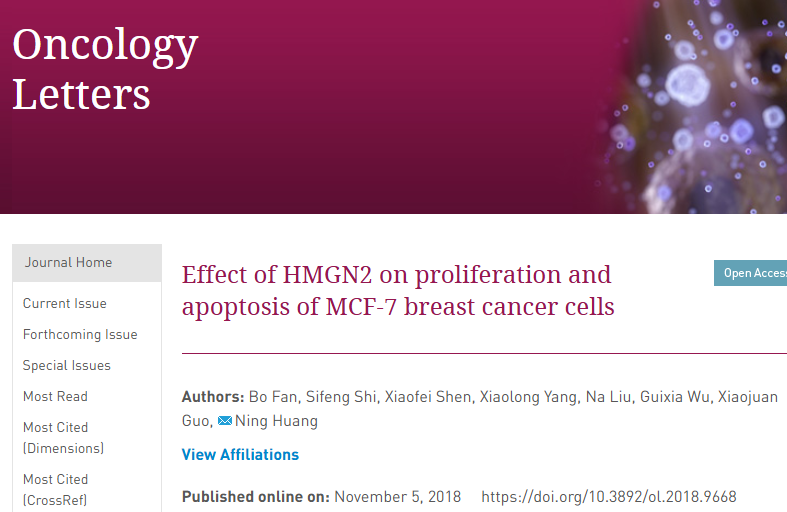 Oncology
Letters
Journal Home
Current Issue
Forthcoming Issue
Special Issues
Most Read
Most Cited
(Dimensions)
Most Cited
(CrossRef)
Effect of HMGN2 on proliferation and
apoptosis of MCF-7 breast cancer cells
Open Access
Authors: Bo Fan, Sifeng Shi, Xiaofei Shen, Xiaolong Yang, Na Liu, Guixia Wu, Xiaojuan
Guo, Ning Huang
View Affiliations
Published online on: November 5, 2018 https://doi.org/10.3892/ol.2018.9668